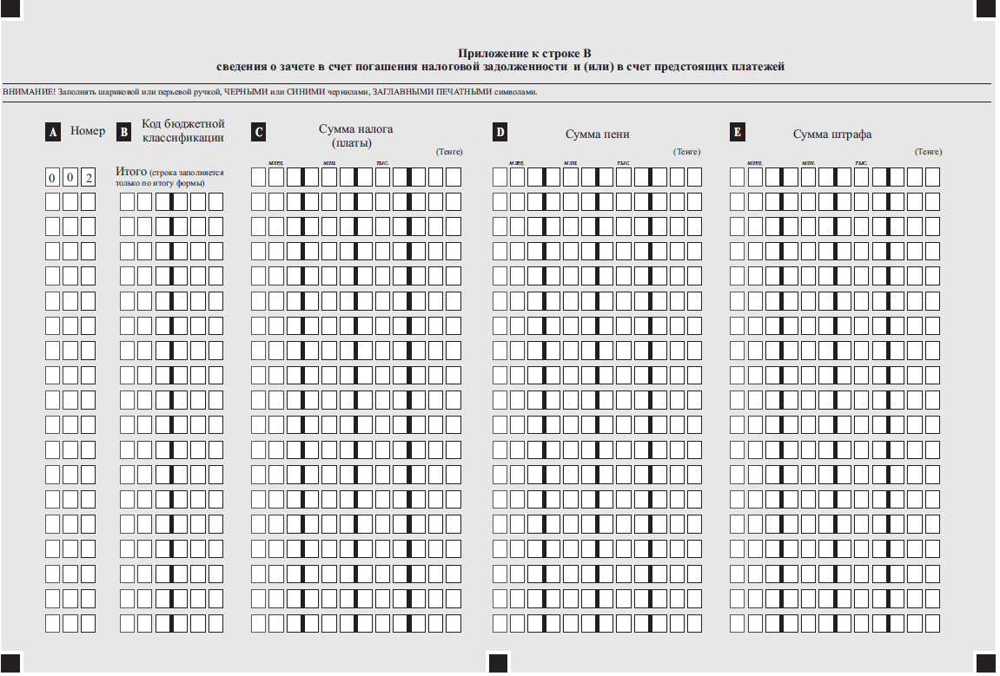 Приложение к строке В
сведения о зачете в счет погашения налоговой задолженности и (или) в счет предстоящих платежей
ВНИМАНИЕ! Заполнять шариковой или перьевой ручкой, ЧЕРНЫМИ или СИНИМИ чернилами, ЗАГЛАВНЫМИ ПЕЧАТНЫМИ символами.
A Номер B Код бюджетной классификации C Сумма налога (платы) D Сумма пени E Сумма штрафа
(Тенге) (Тенге) (Тенге)
млрд. млн. тыс. млрд. млн. тыс. млрд. млн. тыс.
0 0 2 Итого (строка заполняется
только по итогу формы)